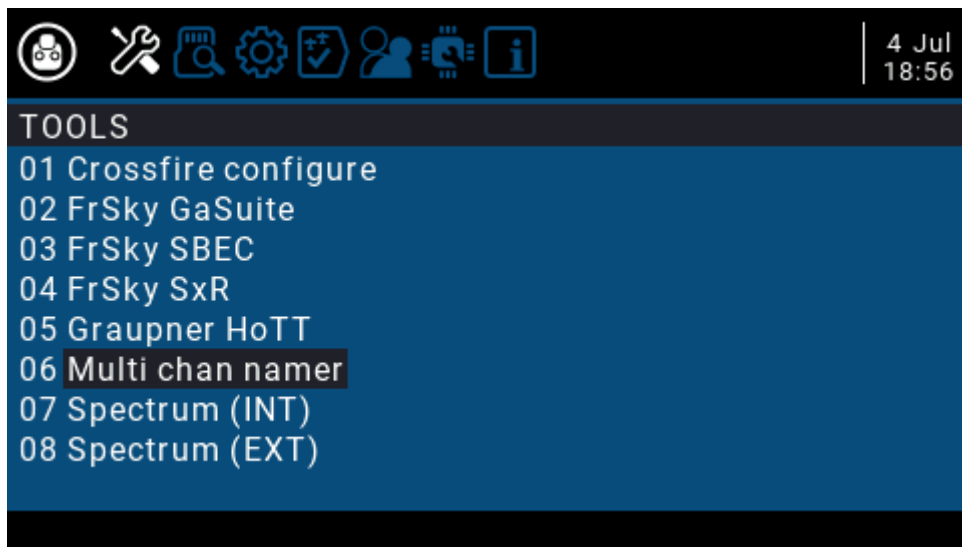 4 Jul
18:56
TOOLS
01 Crossfire configure
02 FrSky GaSuite
03 FrSky SBEC
04 FrSky SxR
05 Graupner HoTT
06 Multi chan namer
07 Spectrum (INT)
08 Spectrum (EXT)